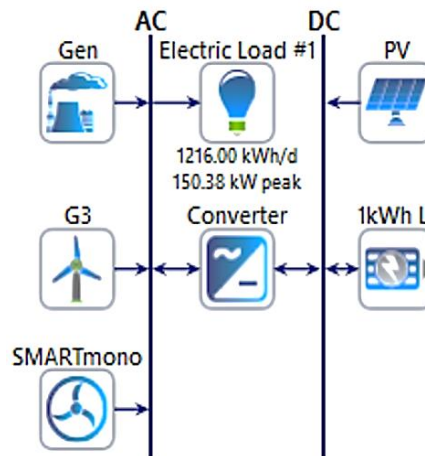 AC DC
Gen Electric Load #1 PV
1216.00 kWh/d
150.38 kW peak
G3 Converter 1kWh L
SMARTmono